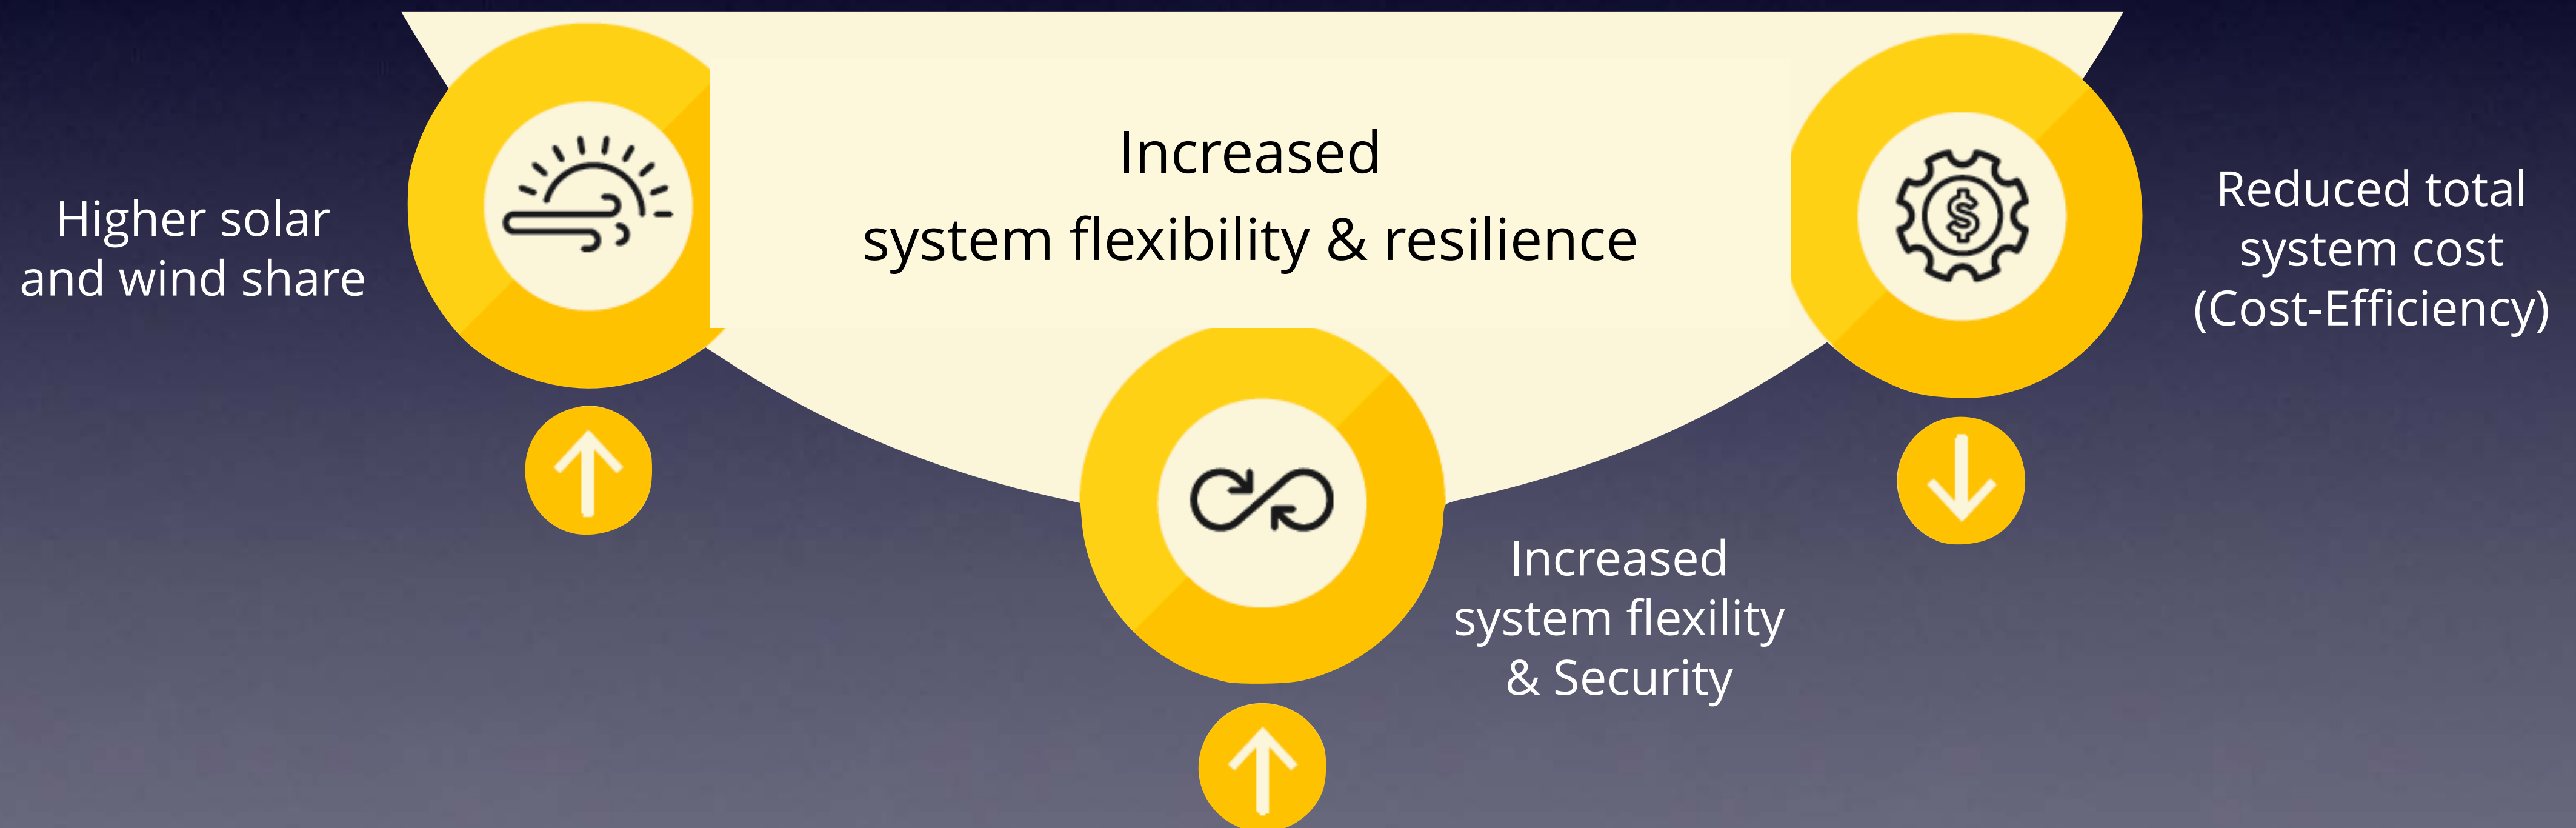 Increased
system flexibility & resilience
Higher solar
and wind share
$
Reduced total
system cost
(Cost-Efficiency)
Increased
system flexility
& Security